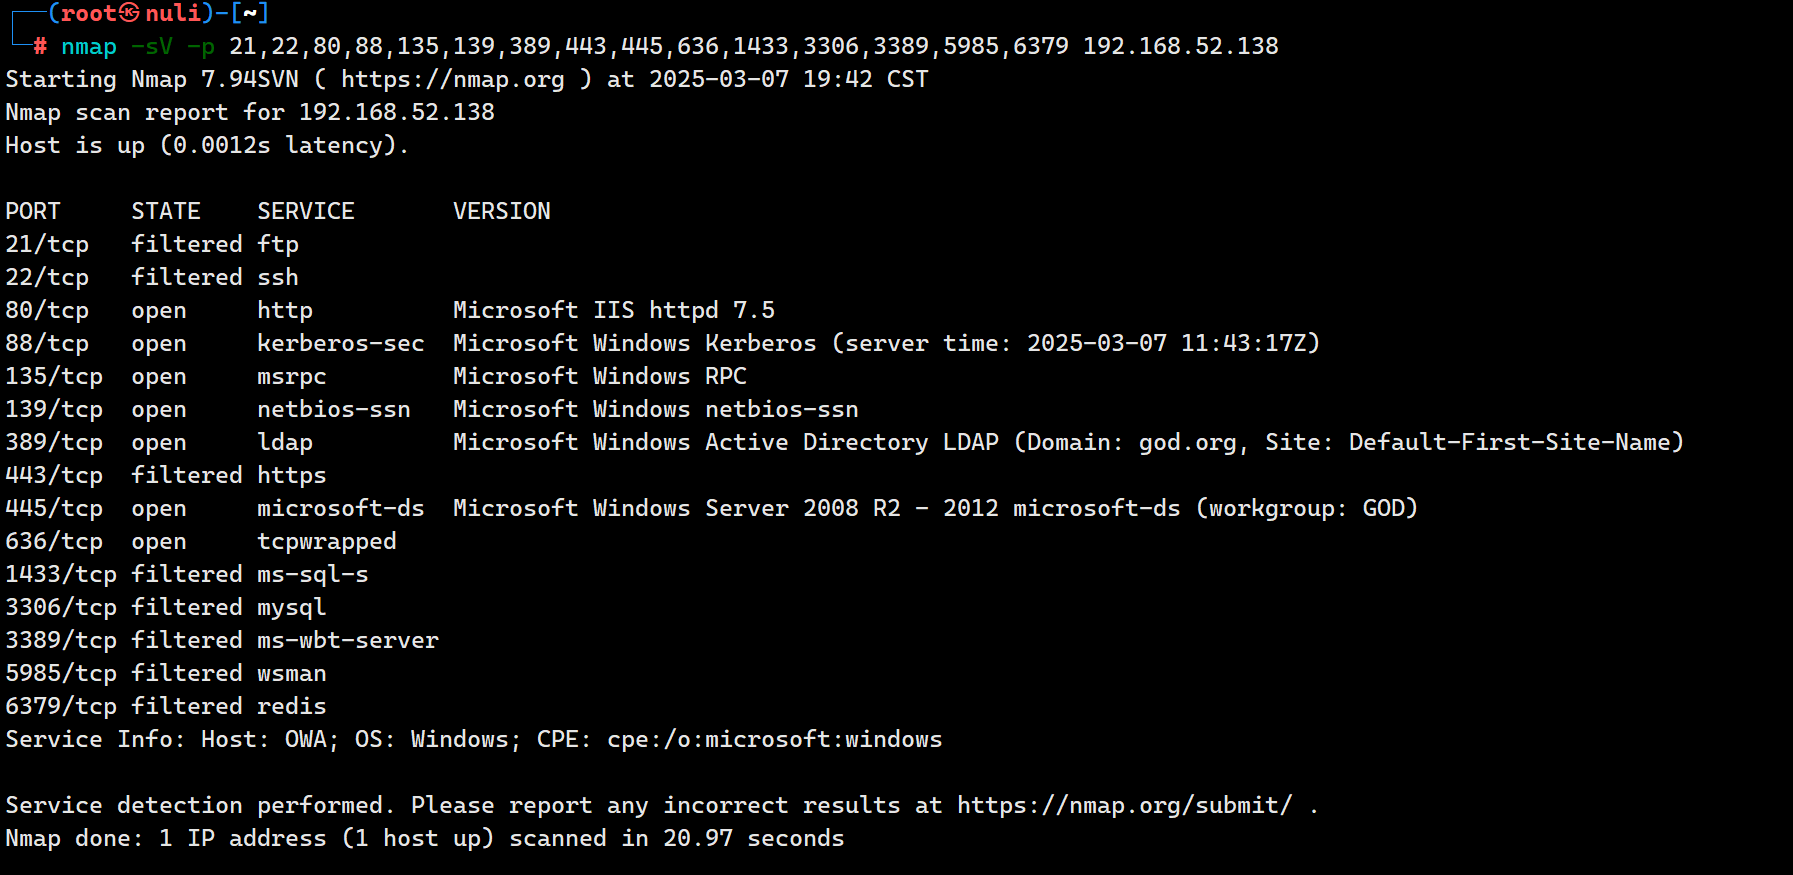 ┌──(root㉿nuli)-[~]
└─# nmap -sV -p 21,22,80,88,135,139,389,443,445,636,1433,3306,3389,5985,6379 192.168.52.138
Starting Nmap 7.94SVN ( https://nmap.org ) at 2025-03-07 19:42 CST
Nmap scan report for 192.168.52.138
Host is up (0.0012s latency).

PORT     STATE    SERVICE       VERSION
21/tcp   filtered ftp
22/tcp   filtered ssh
80/tcp   open     http          Microsoft IIS httpd 7.5
88/tcp   open     kerberos-sec  Microsoft Windows Kerberos (server time: 2025-03-07 11:43:17Z)
135/tcp  open     msrpc         Microsoft Windows RPC
139/tcp  open     netbios-ssn   Microsoft Windows netbios-ssn
389/tcp  open     ldap          Microsoft Windows Active Directory LDAP (Domain: god.org, Site: Default-First-Site-Name)
443/tcp  filtered https
445/tcp  open     microsoft-ds  Microsoft Windows Server 2008 R2 - 2012 microsoft-ds (workgroup: GOD)
636/tcp  open     tcpwrapped
1433/tcp filtered ms-sql-s
3306/tcp filtered mysql
3389/tcp filtered ms-wbt-server
5985/tcp filtered wsman
6379/tcp filtered redis
Service Info: Host: OWA; OS: Windows; CPE: cpe:/o:microsoft:windows

Service detection performed. Please report any incorrect results at https://nmap.org/submit/ .
Nmap done: 1 IP address (1 host up) scanned in 20.97 seconds